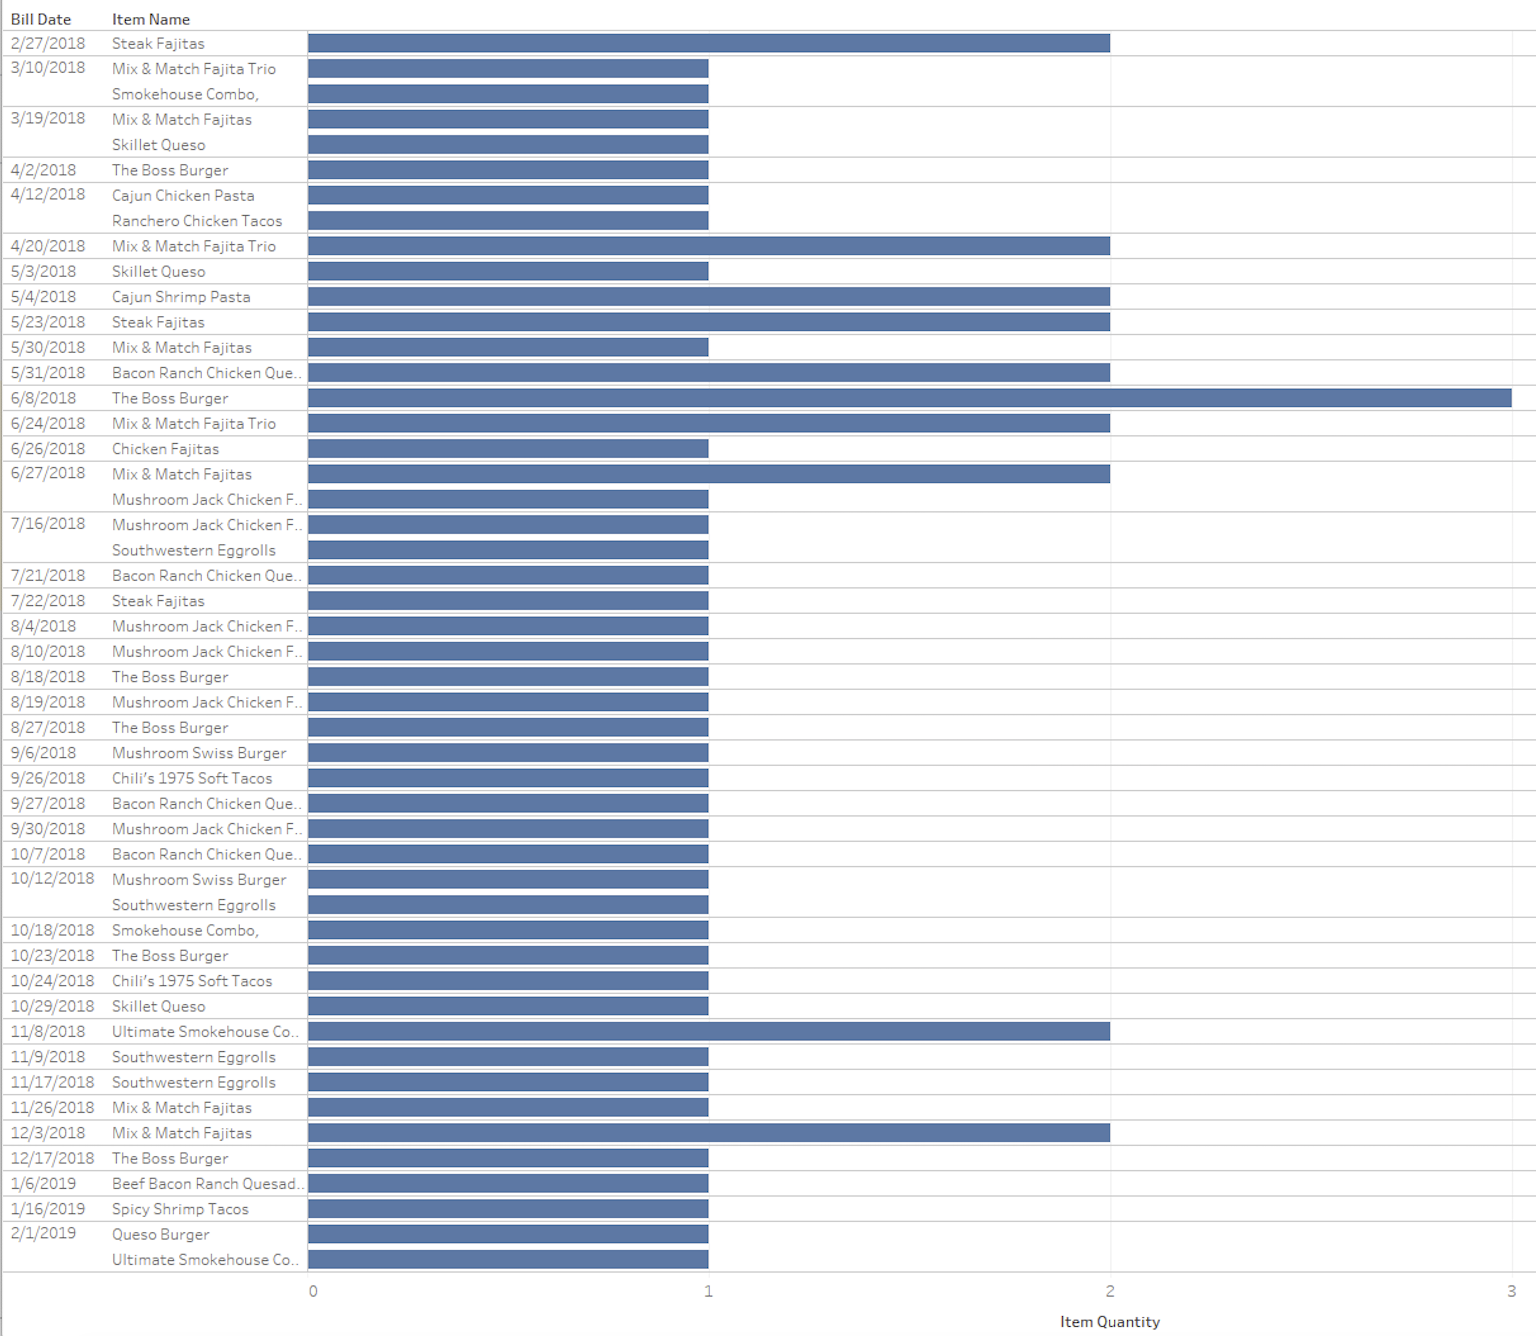 Bill Date Item Name
2/27/2018 Steak Fajitas
3/10/2018 Mix & Match Fajita Trio
Smokehouse Combo,
3/19/2018 Mix & Match Fajitas
Skillet Queso
4/2/2018 The Boss Burger
4/12/2018 Cajun Chicken Pasta
Ranchero Chicken Tacos
4/20/2018 Mix & Match Fajita Trio
5/3/2018 Skillet Queso
5/4/2018 Cajun Shrimp Pasta
5/23/2018 Steak Fajitas
5/30/2018 Mix & Match Fajitas
5/31/2018 Bacon Ranch Chicken Que..
6/8/2018 The Boss Burger
6/24/2018 Mix & Match Fajita Trio
6/26/2018 Chicken Fajitas
6/27/2018 Mix & Match Fajitas
Mushroom Jack Chicken F..
7/16/2018 Mushroom Jack Chicken F..
Southwestern Eggrolls
7/21/2018 Bacon Ranch Chicken Que..
7/22/2018 Steak Fajitas
8/4/2018 Mushroom Jack Chicken F..
8/10/2018 Mushroom Jack Chicken F..
8/18/2018 The Boss Burger
8/19/2018 Mushroom Jack Chicken F..
8/27/2018 The Boss Burger
9/6/2018 Mushroom Swiss Burger
9/26/2018 Chili’s 1975 Soft Tacos
9/27/2018 Bacon Ranch Chicken Que..
9/30/2018 Mushroom Jack Chicken F..
10/7/2018 Bacon Ranch Chicken Que..
10/12/2018 Mushroom Swiss Burger
Southwestern Eggrolls
10/18/2018 Smokehouse Combo,
10/23/2018 The Boss Burger
10/24/2018 Chili’s 1975 Soft Tacos
10/29/2018 Skillet Queso
11/8/2018 Ultimate Smokehouse Co..
11/9/2018 Southwestern Eggrolls
11/17/2018 Southwestern Eggrolls
11/26/2018 Mix & Match Fajitas
12/3/2018 Mix & Match Fajitas
12/17/2018 The Boss Burger
1/6/2019 Beef Bacon Ranch Quesad..
1/16/2019 Spicy Shrimp Tacos
2/1/2019 Queso Burger
Ultimate Smokehouse Co..
0 1 2 3
Item Quantity